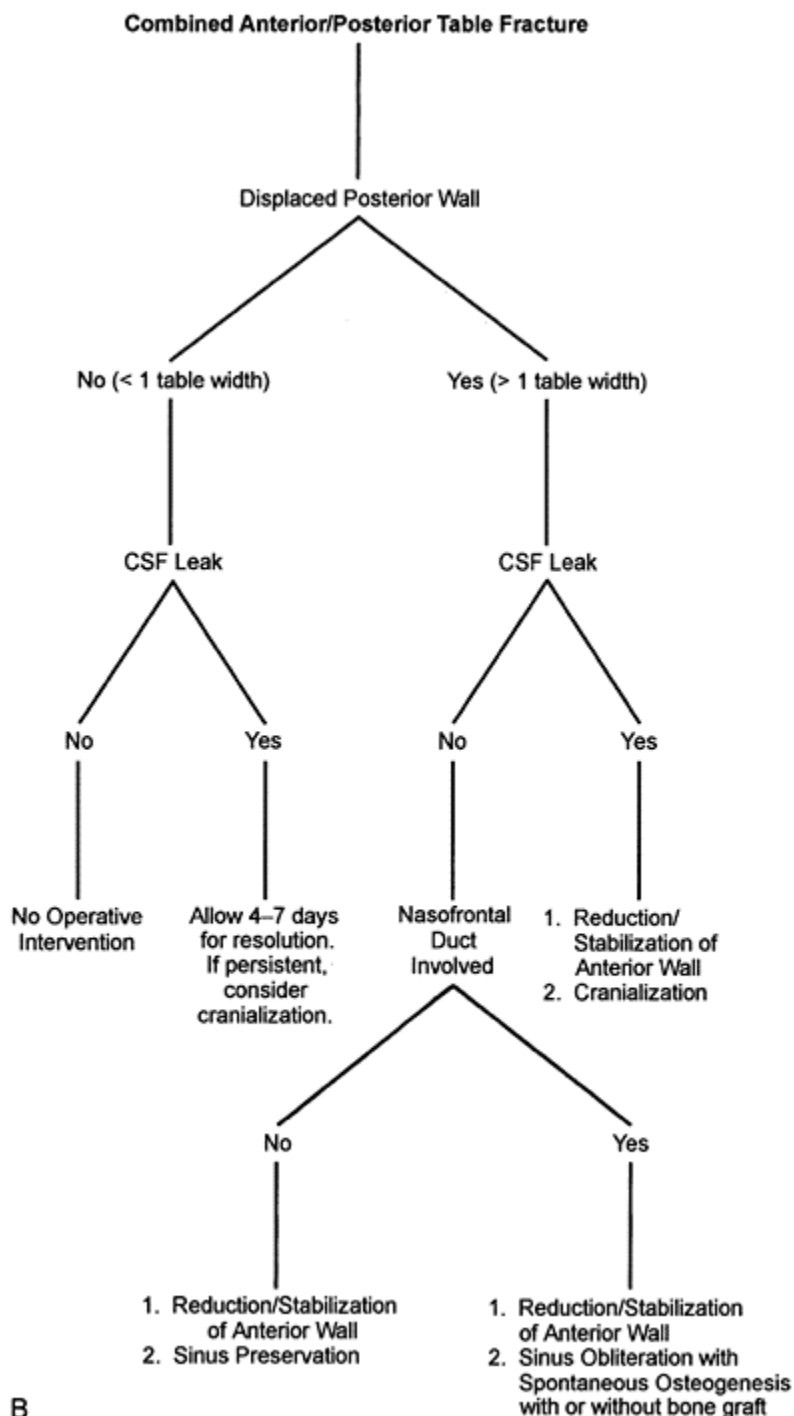 Combined Anterior/Posterior Table Fracture
Displaced Posterior Wall
No (< 1 table width)
Yes (> 1 table width)
CSF Leak
CSF Leak
No
Yes
No
Yes
No Operative
Intervention
Allow 4–7 days
for resolution.
If persistent,
consider
cranialization.
Nasofrontal
Duct
Involved
1. Reduction/
Stabilization of
Anterior Wall
2. Cranialization
No
Yes
1. Reduction/Stabilization
of Anterior Wall
2. Sinus Preservation
1. Reduction/Stabilization
of Anterior Wall
2. Sinus Obliteration with
Spontaneous Osteogenesis
with or without bone graft
B